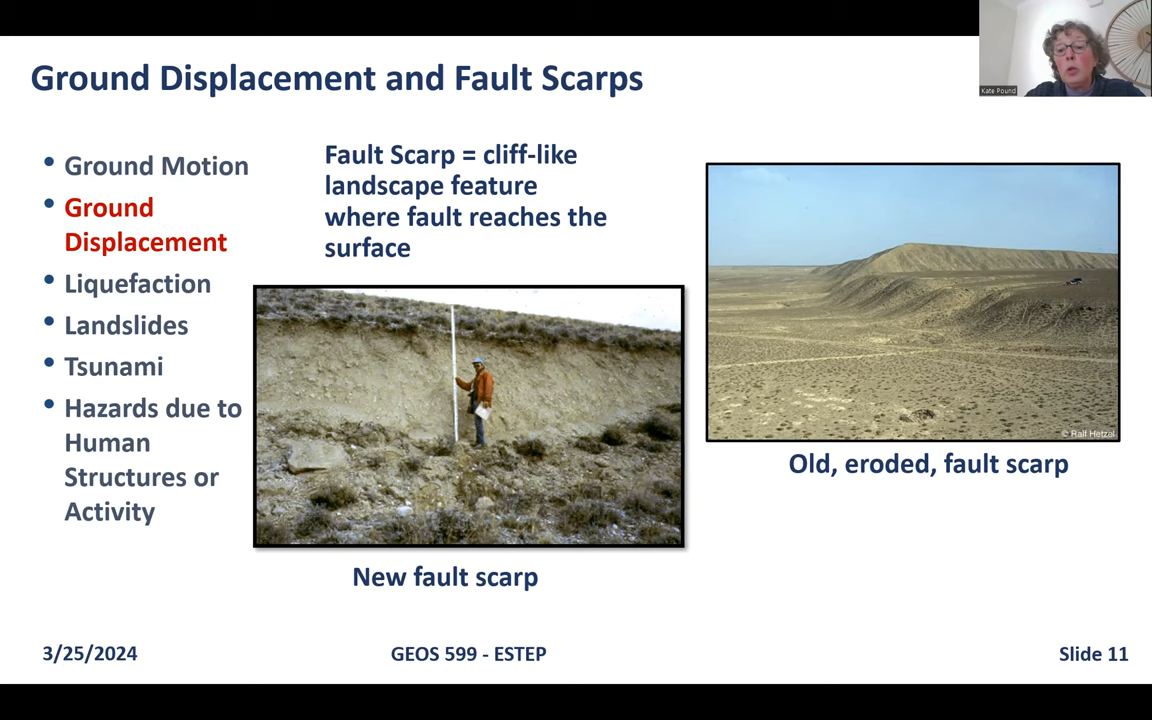 Ground Displacement and Fault Scarps
Kate Pound
• Ground Motion
• Ground
Displacement
• Liquefaction
• Landslides
• Tsunami
• Hazards due to
Human
Structures or
Activity
Fault Scarp = cliff-like
landscape feature
where fault reaches the
surface
New fault scarp
© Ralf Hetzel
Old, eroded, fault scarp
3/25/2024
GEOS 599 - ESTEP
Slide 11